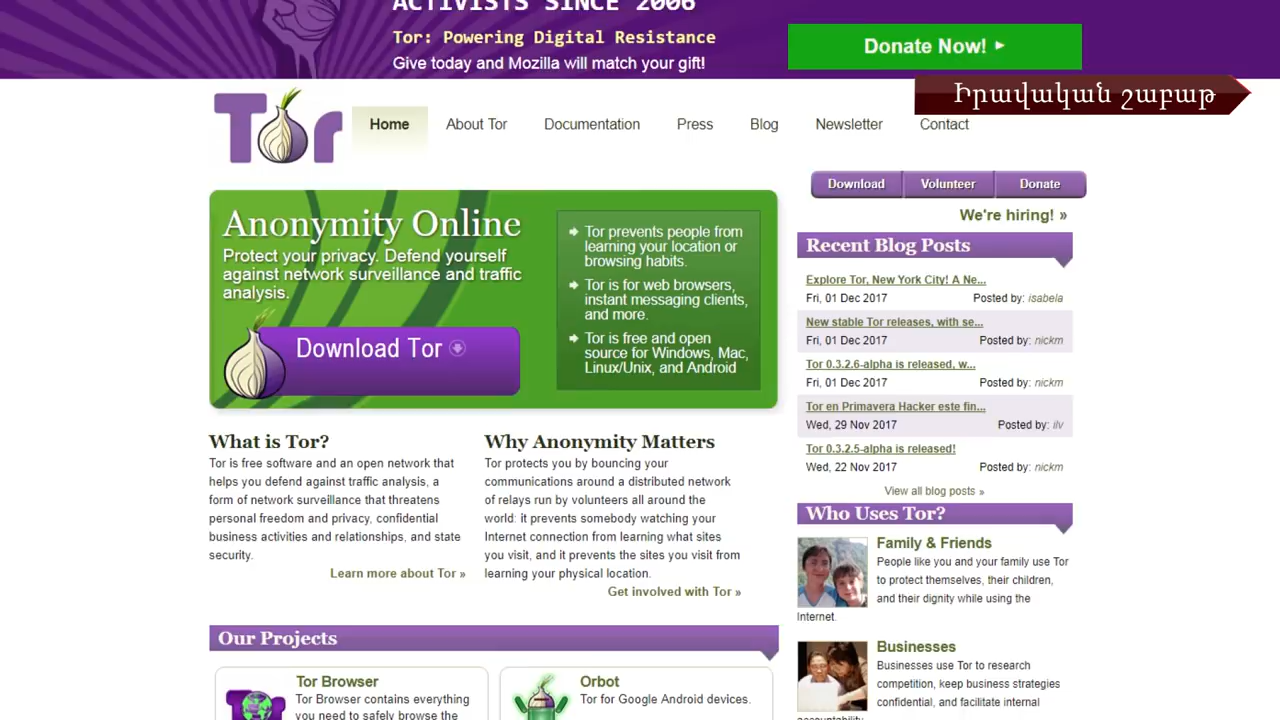 ACTIVISTS SINCE 2006
Tor: Powering Digital Resistance
Give today and Mozilla will match your gift!
Donate Now!
Իրավական շաբաթ
Tor
Home
About Tor
Documentation
Press
Blog
Newsletter
Contact
Download
Volunteer
Donate
We're hiring! »
Anonymity Online
Protect your privacy. Defend yourself
against network surveillance and traffic
analysis.
Download Tor
Tor prevents people from
learning your location or
browsing habits.
Tor is for web browsers,
instant messaging clients,
and more.
Tor is free and open
source for Windows, Mac,
Linux/Unix, and Android
What is Tor?
Tor is free software and an open network that
helps you defend against traffic analysis, a
form of network surveillance that threatens
personal freedom and privacy, confidential
business activities and relationships, and state
security.
Learn more about Tor »
Why Anonymity Matters
Tor protects you by bouncing your
communications around a distributed network
of relays run by volunteers all around the
world: it prevents somebody watching your
Internet connection from learning what sites
you visit, and it prevents the sites you visit from
learning your physical location.
Get involved with Tor »
Our Projects
Tor Browser
Tor Browser contains everything
you need to safely browse the
Orbot
Tor for Google Android devices.
Recent Blog Posts
Explore Tor, New York City! A Ne...
Fri, 01 Dec 2017 Posted by: isabela
New stable Tor releases, with se...
Fri, 01 Dec 2017 Posted by: nickm
Tor 0.3.2.6-alpha is released, w...
Fri, 01 Dec 2017 Posted by: nickm
Tor en Primavera Hacker este fin...
Wed, 29 Nov 2017 Posted by: ilv
Tor 0.3.2.5-alpha is released!
Wed, 22 Nov 2017 Posted by: nickm
View all blog posts »
Who Uses Tor?
Family & Friends
People like you and your family use Tor
to protect themselves, their children,
and their dignity while using the
Internet.
Businesses
Businesses use Tor to research
competition, keep business strategies
confidential, and facilitate internal
accountability.